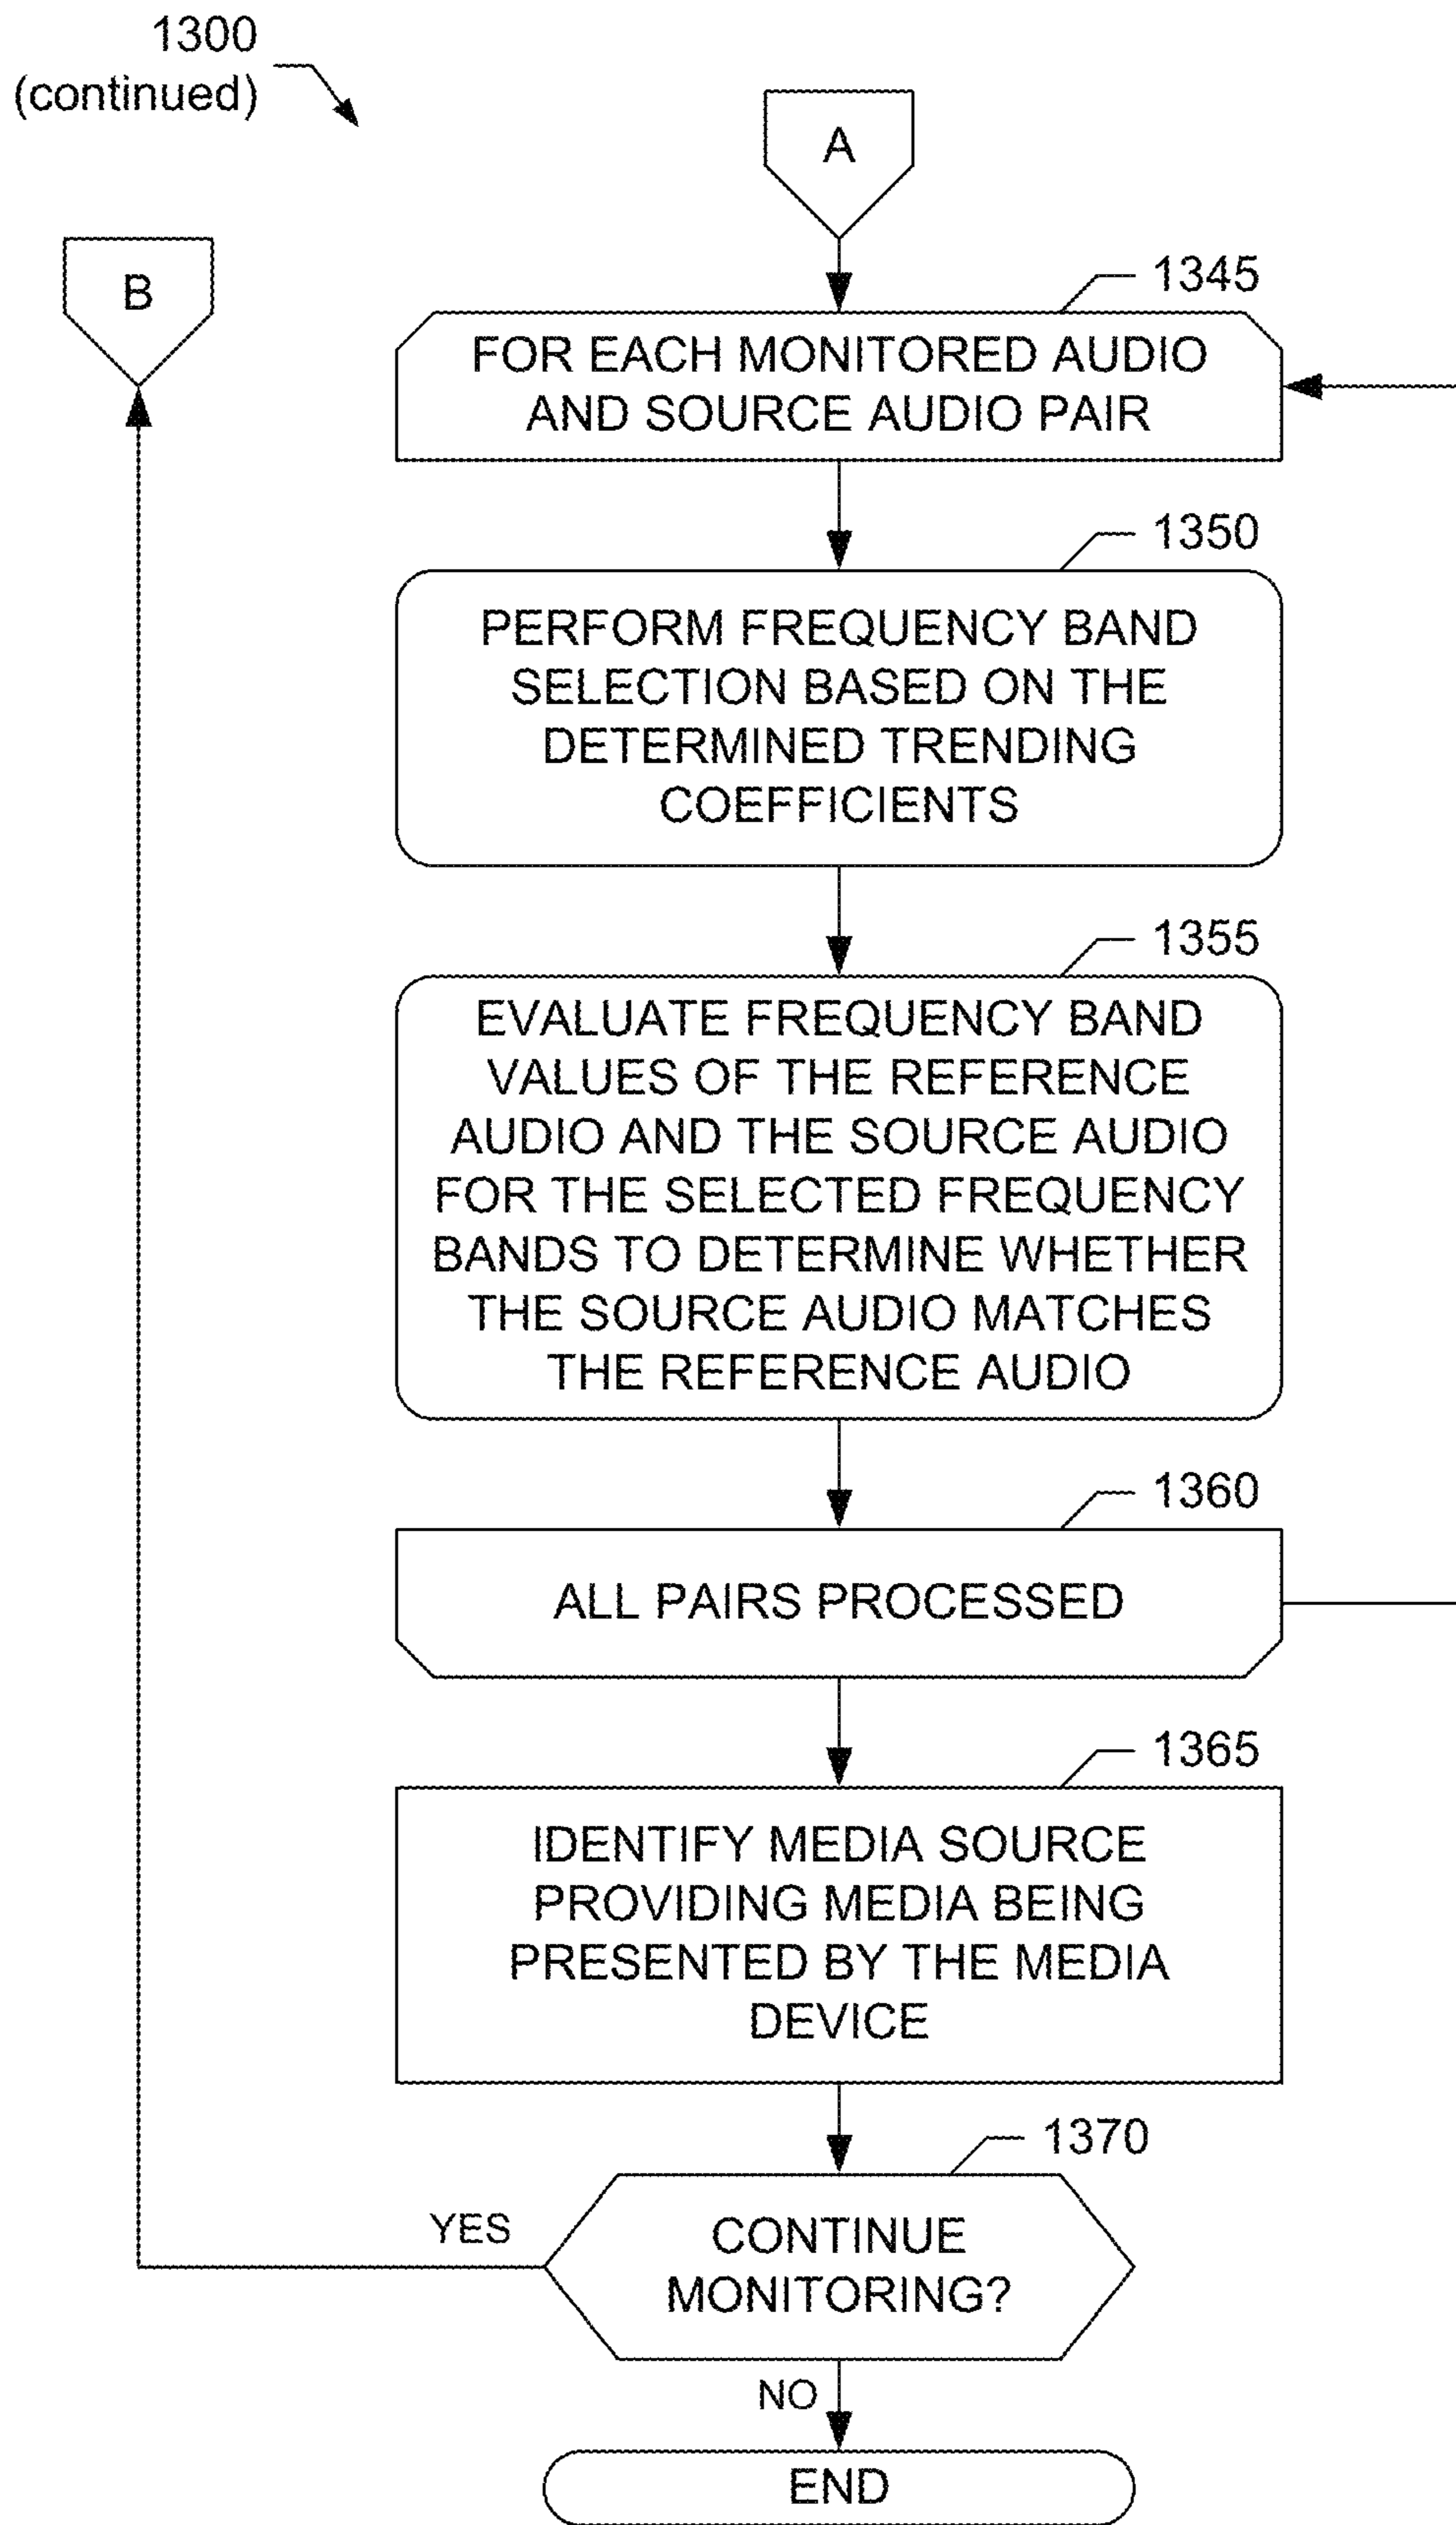 1300
(continued)
A
B
1345
FOR EACH MONITORED AUDIO
AND SOURCE AUDIO PAIR
1350
PERFORM FREQUENCY BAND
SELECTION BASED ON THE
DETERMINED TRENDING
COEFFICIENTS
1355
EVALUATE FREQUENCY BAND
VALUES OF THE REFERENCE
AUDIO AND THE SOURCE AUDIO
FOR THE SELECTED FREQUENCY
BANDS TO DETERMINE WHETHER
THE SOURCE AUDIO MATCHES
THE REFERENCE AUDIO
1360
ALL PAIRS PROCESSED
1365
IDENTIFY MEDIA SOURCE
PROVIDING MEDIA BEING
PRESENTED BY THE MEDIA
DEVICE
1370
YES
CONTINUE
MONITORING?
NO
END